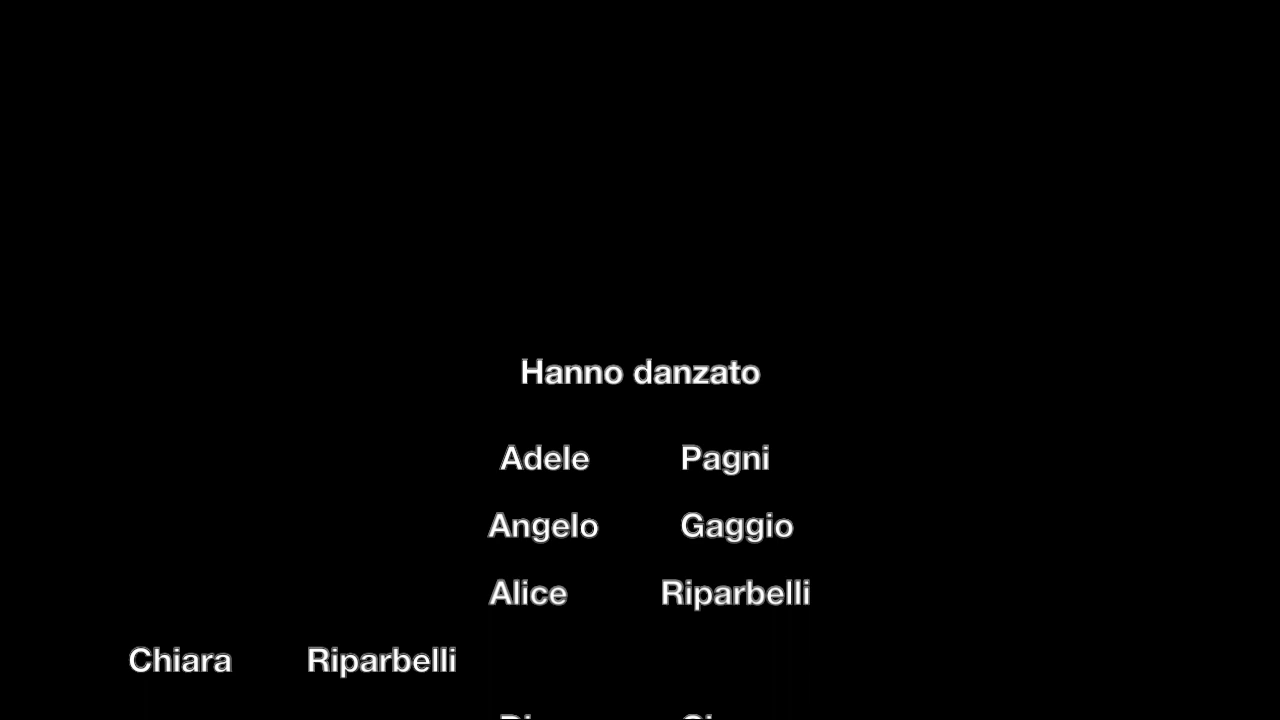 Hanno danzato
Adele Pagni
Angelo Gaggio
Alice Riparbelli
Chiara Riparbelli